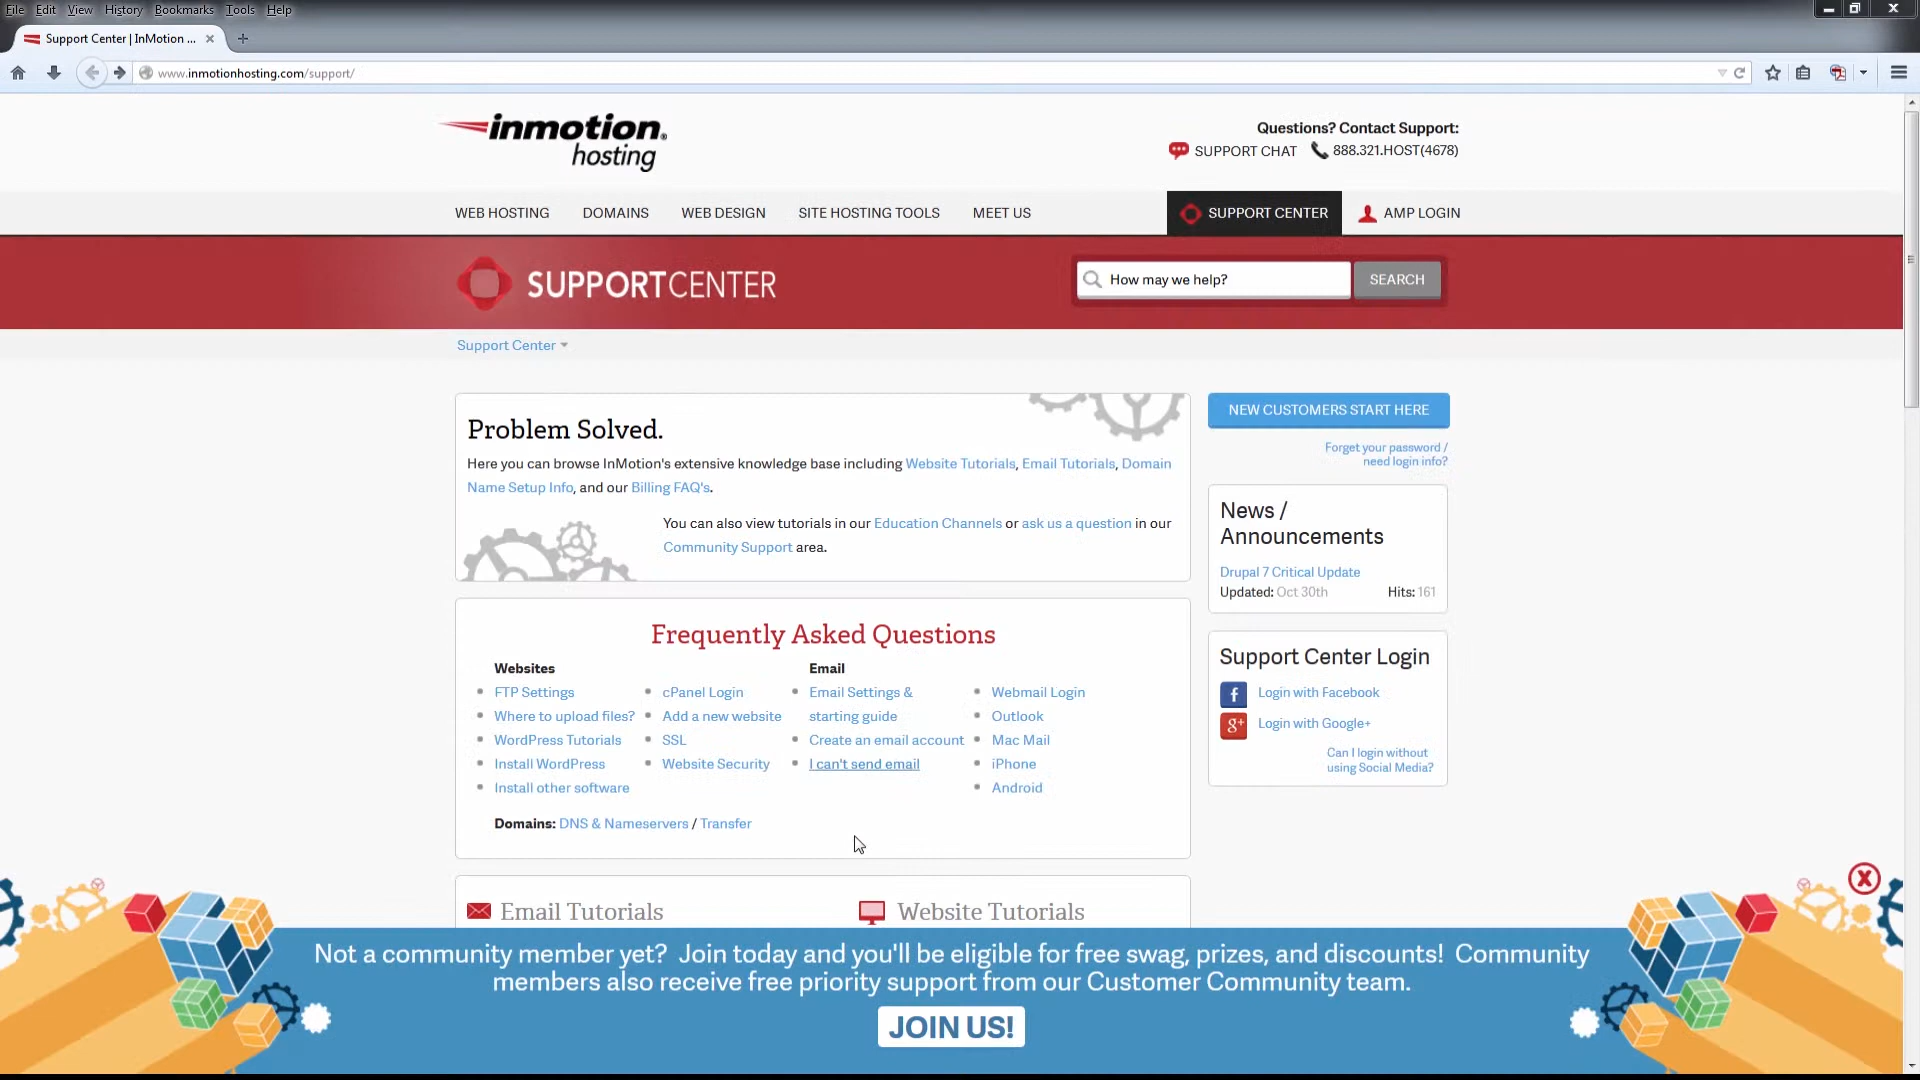 File Edit View History Bookmarks Tools Help
Support Center | InMotion ...
www.inmotionhosting.com/support/
inmotion®
hosting
Questions? Contact Support:
SUPPORT CHAT 888.321.HOST(4678)
WEB HOSTING DOMAINS WEB DESIGN SITE HOSTING TOOLS MEET US SUPPORT CENTER AMP LOGIN
SUPPORTCENTER
How may we help? SEARCH
Support Center
Problem Solved.
Here you can browse InMotion's extensive knowledge base including Website Tutorials, Email Tutorials, Domain
Name Setup Info, and our Billing FAQ's.
You can also view tutorials in our Education Channels or ask us a question in our
Community Support area.
NEW CUSTOMERS START HERE
Forget your password /
need login info?
News /
Announcements
Drupal 7 Critical Update
Updated: Oct 30th Hits: 161
Frequently Asked Questions
Websites
FTP Settings
Where to upload files?
WordPress Tutorials
Install WordPress
Install other software
cPanel Login
Add a new website
SSL
Website Security
Email
Email Settings &
starting guide
Create an email account
I can't send email
Webmail Login
Outlook
Mac Mail
iPhone
Android
Domains: DNS & Nameservers / Transfer
Support Center Login
f Login with Facebook
g+ Login with Google+
Can I login without
using Social Media?
Email Tutorials Website Tutorials
X
Not a community member yet? Join today and you'll be eligible for free swag, prizes, and discounts! Community
members also receive free priority support from our Customer Community team.
JOIN US!